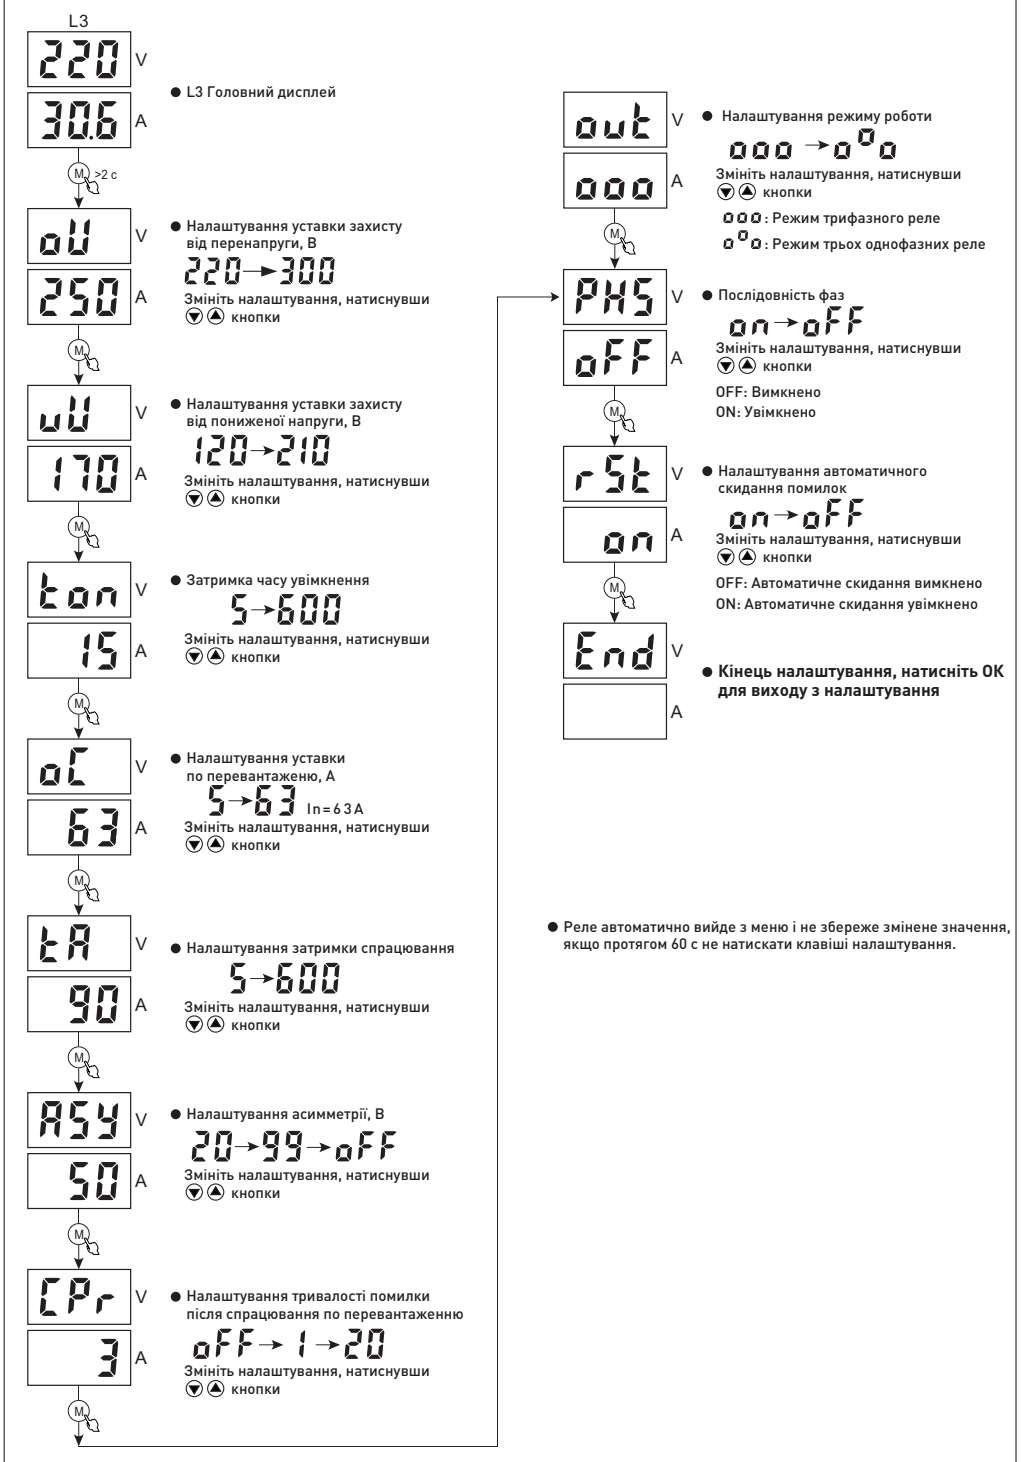 L3
220 V
30.6 A
● L3 Головний дисплей
M >2 с
oU V
250 A
● Налаштування уставки захисту
від перенапруги, В
220→300
Змініть налаштування, натиснувши
▼ ▲ кнопки
M
uU V
170 A
● Налаштування уставки захисту
від пониженої напруги, В
120→210
Змініть налаштування, натиснувши
▼ ▲ кнопки
M
ton V
15 A
● Затримка часу увімкнення
5→600
Змініть налаштування, натиснувши
▼ ▲ кнопки
M
oC V
63 A
● Налаштування уставки
по перевантаженю, А
5→63 In=63A
Змініть налаштування, натиснувши
▼ ▲ кнопки
M
tA V
90 A
● Налаштування затримки спрацювання
5→600
Змініть налаштування, натиснувши
▼ ▲ кнопки
M
ASY V
50 A
● Налаштування асимметрії, В
20→99→oFF
Змініть налаштування, натиснувши
▼ ▲ кнопки
M
CPr V
3 A
● Налаштування тривалості помилки
після спрацювання по перевантаженню
oFF→1→20
Змініть налаштування, натиснувши
▼ ▲ кнопки
M
out V
ooo A
● Налаштування режиму роботи
ooo→oºo
Змініть налаштування, натиснувши
▼ ▲ кнопки
ooo: Режим трифазного реле
oºo: Режим трьох однофазних реле
M
PHS V
oFF A
● Послідовність фаз
on→oFF
Змініть налаштування, натиснувши
▼ ▲ кнопки
OFF: Вимкнено
ON: Увімкнено
M
rSt V
on A
● Налаштування автоматичного
скидання помилок
on→oFF
Змініть налаштування, натиснувши
▼ ▲ кнопки
OFF: Автоматичне скидання вимкнено
ON: Автоматичне скидання увімкнено
M
End V
A
● Кінець налаштування, натисніть ОК
для виходу з налаштування
● Реле автоматично вийде з меню і не збереже змінене значення,
якщо протягом 60 с не натискати клавіші налаштування.